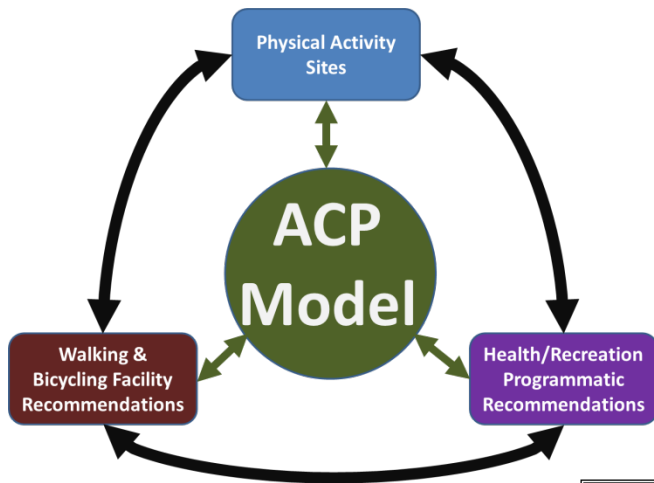 Physical Activity
Sites
ACP
Model
Walking &
Bicycling Facility
Recommendations
Health/Recreation
Programmatic
Recommendations